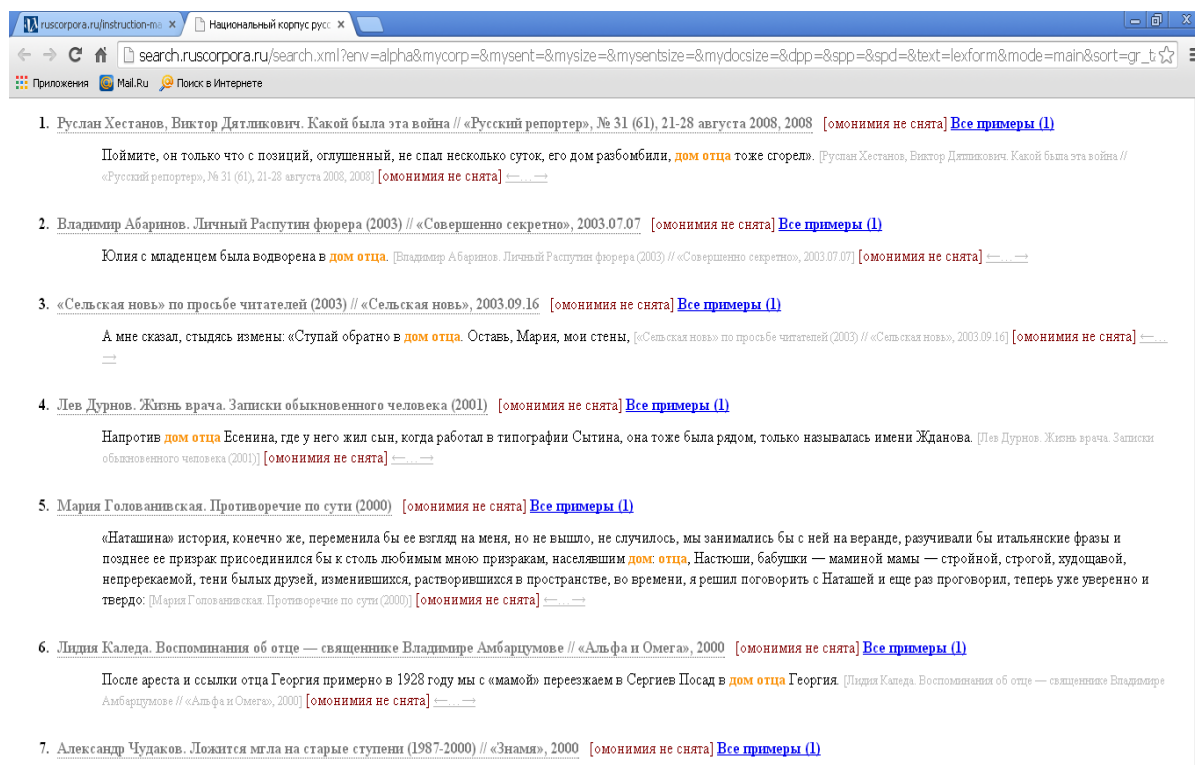 ruscorpora.ru/instruction-ma × Национальный корпус русс ×
search.ruscorpora.ru/search.xml?env=alpha&mycorp=&mysent=&mysize=&mysentsize=&mydocsize=&dpp=&spp=&spd=&text=lexform&mode=main&sort=gr_ta
Приложения Mail.Ru Поиск в Интернете
1. Руслан Хестанов, Виктор Дятликович. Какой была эта война // «Русский репортер», № 31 (61), 21-28 августа 2008, 2008 [омонимия не снята] Все примеры (1)
Поймите, он только что с позиций, оглушенный, не спал несколько суток, его дом разбомбили, дом отца тоже сгорел». [Руслан Хестанов, Виктор Дятликович. Какой была эта война //
«Русский репортер», № 31 (61), 21-28 августа 2008, 2008] [омонимия не снята] ←…→
2. Владимир Абаринов. Личный Распутин фюрера (2003) // «Совершенно секретно», 2003.07.07 [омонимия не снята] Все примеры (1)
Юлия с младенцем была водворена в дом отца. [Владимир Абаринов. Личный Распутин фюрера (2003) // «Совершенно секретно», 2003.07.07] [омонимия не снята] ←…→
3. «Сельская новь» по просьбе читателей (2003) // «Сельская новь», 2003.09.16 [омонимия не снята] Все примеры (1)
А мне сказал, стыдясь измены: «Ступай обратно в дом отца. Оставь, Мария, мои стены, [«Сельская новь» по просьбе читателей (2003) // «Сельская новь», 2003.09.16] [омонимия не снята] ←…
→
4. Лев Дурнов. Жизнь врача. Записки обыкновенного человека (2001) [омонимия не снята] Все примеры (1)
Напротив дом отца Есенина, где у него жил сын, когда работал в типографии Сытина, она тоже была рядом, только называлась имени Жданова. [Лев Дурнов. Жизнь врача. Записки
обыкновенного человека (2001)] [омонимия не снята] ←…→
5. Мария Голованивская. Противоречие по сути (2000) [омонимия не снята] Все примеры (1)
«Наташина» история, конечно же, переменила бы ее взгляд на меня, но не вышло, не случилось, мы занимались бы с ней на веранде, разучивали бы итальянские фразы и
позднее ее призрак присоединился бы к столь любимым мною призракам, населявшим дом: отца, Настюши, бабушки — маминой мамы — стройной, строгой, худощавой,
непререкаемой, тени былых друзей, изменившихся, растворившихся в пространстве, во времени, я решил поговорить с Наташей и еще раз проговорил, теперь уже уверенно и
твердо: [Мария Голованивская. Противоречие по сути (2000)] [омонимия не снята] ←…→
6. Лидия Каледа. Воспоминания об отце — священнике Владимире Амбарцумове // «Альфа и Омега», 2000 [омонимия не снята] Все примеры (1)
После ареста и ссылки отца Георгия примерно в 1928 году мы с «мамой» переезжаем в Сергиев Посад в дом отца Георгия. [Лидия Каледа. Воспоминания об отце — священнике Владимире
Амбарцумове // «Альфа и Омега», 2000] [омонимия не снята] ←…→
7. Александр Чудаков. Ложится мгла на старые ступени (1987-2000) // «Знамя», 2000 [омонимия не снята] Все примеры (1)